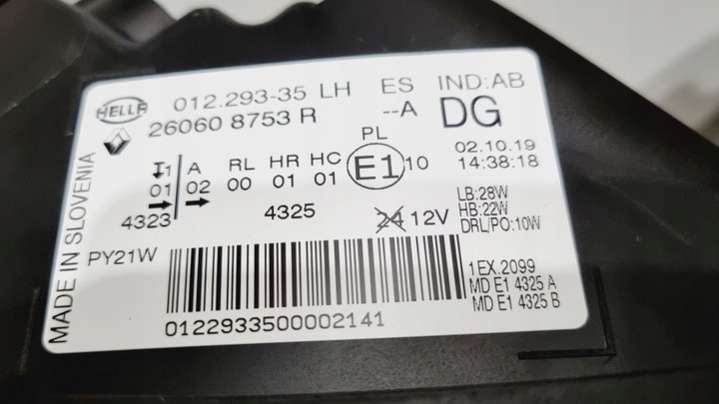 HELLA 012.293-35 LH ES IND:AB
26060 8753 R --A DG
PL
02.10.19
14:38:18
1 A RL HR HC E1 10
01 02 00 01 01
LB:28W
HB:22W
DRL/PO:10W
4323 4325 24 12V
PY21W
MADE IN SLOVENIA
1EX.2099
MD E1 4325 A
MD E1 4325 B
0122933500002141